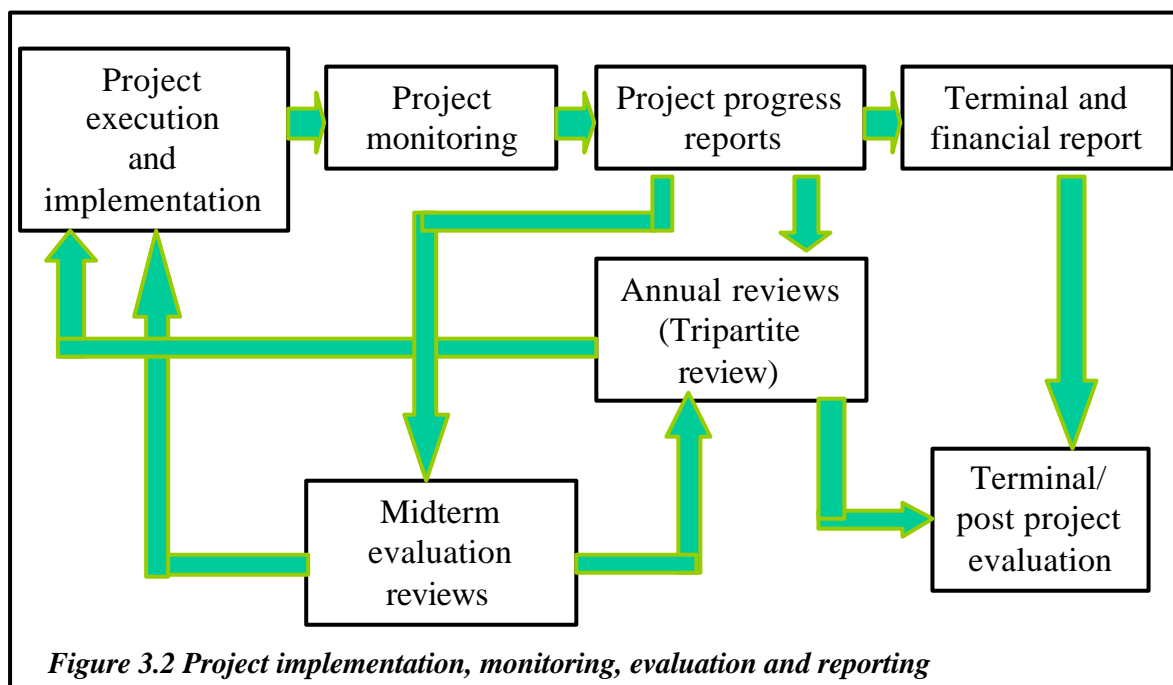 Project
execution
and
implementation
Project
monitoring
Project progress
reports
Terminal and
financial report
Annual reviews
(Tripartite
review)
Midterm
evaluation
reviews
Terminal/
post project
evaluation
Figure 3.2 Project implementation, monitoring, evaluation and reporting